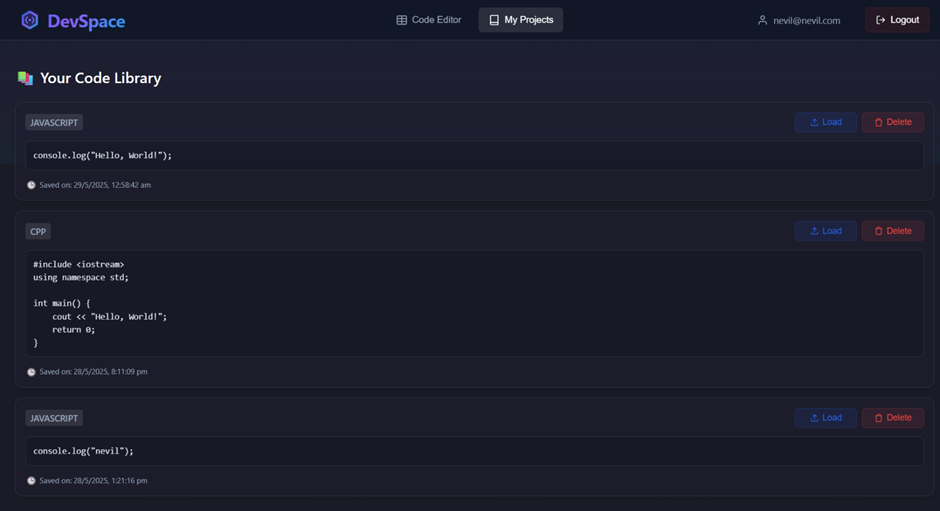 DevSpace
Code Editor
My Projects
nevil@nevil.com
Logout
Your Code Library
JAVASCRIPT
Load
Delete
console.log("Hello, World!");
Saved on: 29/5/2025, 12:58:42 am
CPP
Load
Delete
#include <iostream>
using namespace std;
int main() {
    cout << "Hello, World!";
    return 0;
}
Saved on: 28/5/2025, 8:11:09 pm
JAVASCRIPT
Load
Delete
console.log("nevil");
Saved on: 28/5/2025, 1:21:16 pm